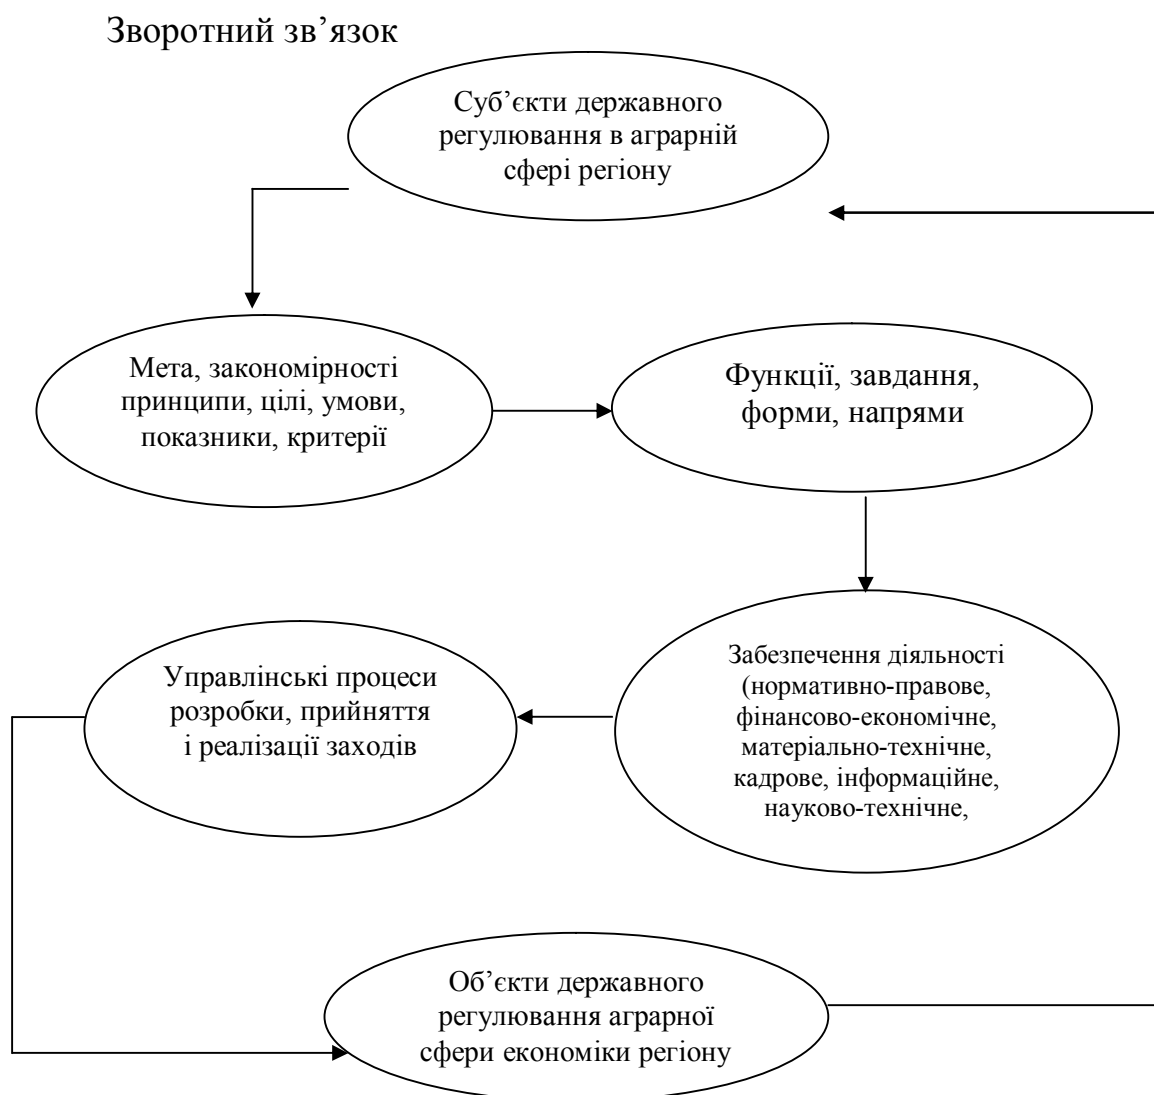 Зворотний зв’язок
Суб’єкти державного
регулювання в аграрній
сфері регіону
Мета, закономірності
принципи, цілі, умови,
показники, критерії
Функції, завдання,
форми, напрями
Забезпечення діяльності
(нормативно-правове,
фінансово-економічне,
матеріально-технічне,
кадрове, інформаційне,
науково-технічне,
Управлінські процеси
розробки, прийняття
і реалізації заходів
Об’єкти державного
регулювання аграрної
сфери економіки регіону